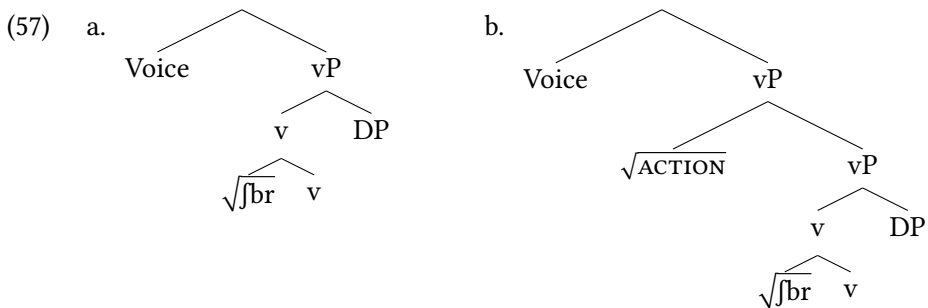 (57) a. b.
Voice vP Voice vP
v DP √ACTION vP
√ʃbr v v DP
√ʃbr v